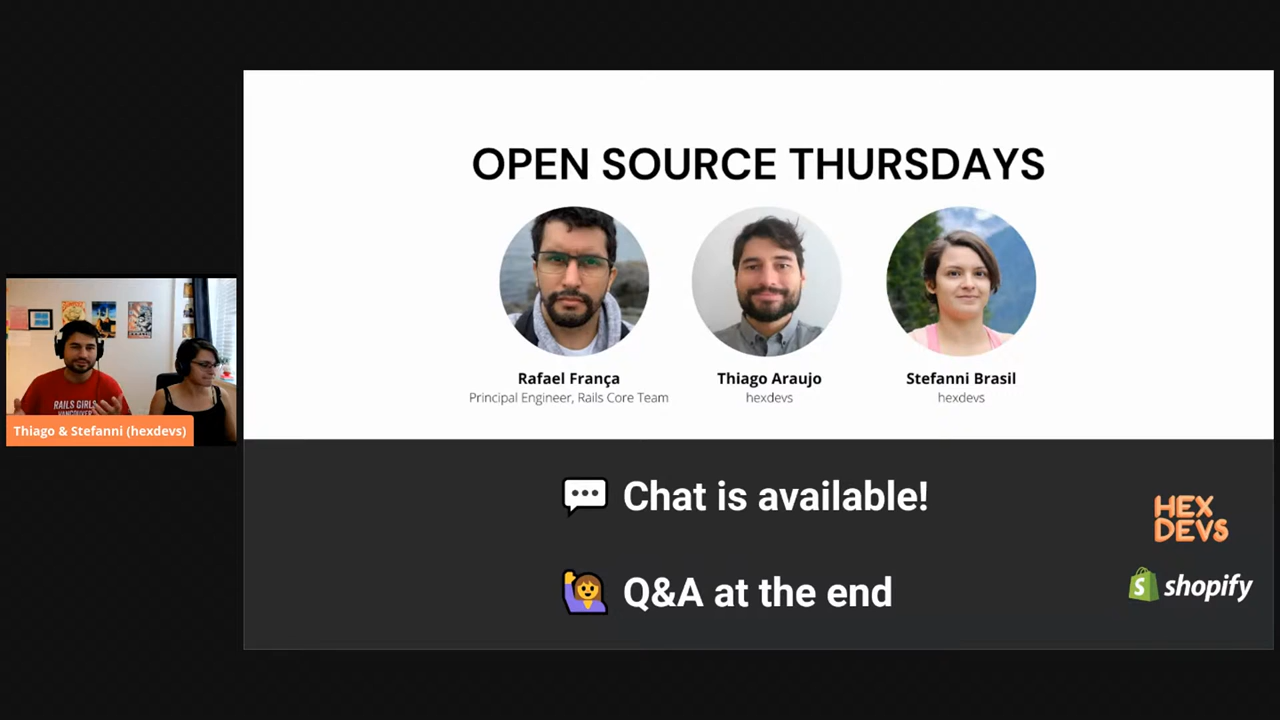 OPEN SOURCE THURSDAYS
Rafael França
Thiago Araujo
Stefanni Brasil
Principal Engineer, Rails Core Team
hexdevs
hexdevs
RAILS GIRLS
VANCOUVER
Thiago & Stefanni (hexdevs)
Chat is available!
Q&A at the end
HEX
DEVS
shopify